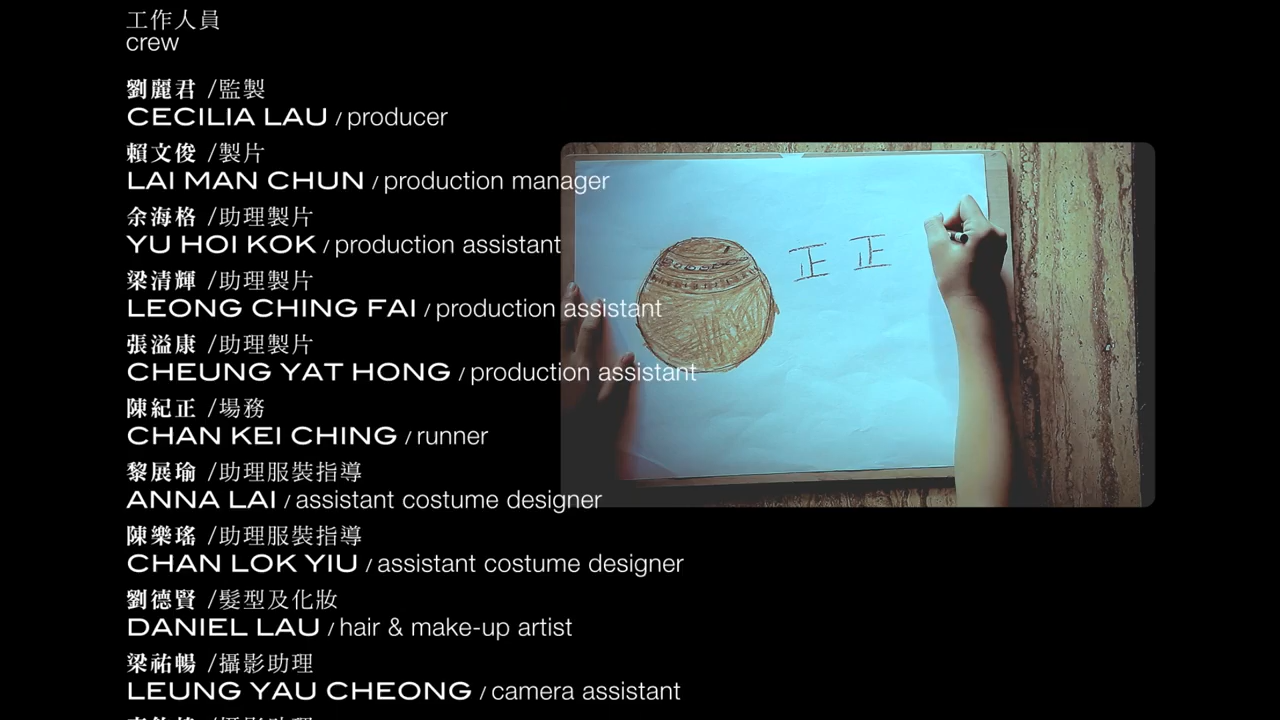 工作人員
crew
劉麗君 /監製
CECILIA LAU / producer
賴文俊 /製片
LAI MAN CHUN / production manager
余海格 /助理製片
YU HOI KOK / production assistant
梁清輝 /助理製片
LEONG CHING FAI / production assistant
張溢康 /助理製片
CHEUNG YAT HONG / production assistant
陳紀正 /場務
CHAN KEI CHING / runner
黎展瑜 /助理服裝指導
ANNA LAI / assistant costume designer
陳樂瑤 /助理服裝指導
CHAN LOK YIU / assistant costume designer
劉德賢 /髮型及化妝
DANIEL LAU / hair & make-up artist
梁祐暢 /攝影助理
LEUNG YAU CHEONG / camera assistant
正 正